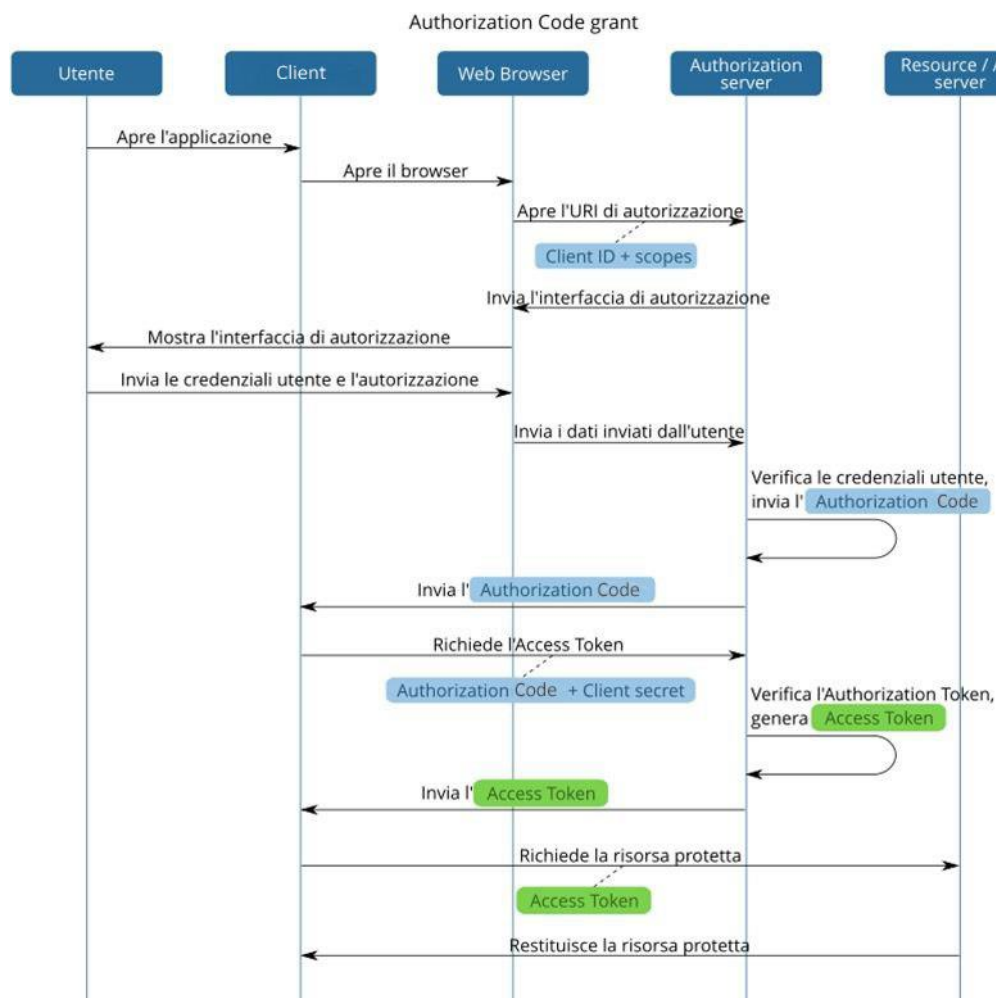 Authorization Code grant
Utente
Client
Web Browser
Authorization
server
Resource /
server
Apre l'applicazione
Apre il browser
Apre l'URI di autorizzazione
Client ID + scopes
Invia l'interfaccia di autorizzazione
Mostra l'interfaccia di autorizzazione
Invia le credenziali utente e l'autorizzazione
Invia i dati inviati dall'utente
Verifica le credenziali utente,
invia l' Authorization Code
Invia l' Authorization Code
Richiede l'Access Token
Authorization Code + Client secret
Verifica l'Authorization Token,
genera Access Token
Invia l' Access Token
Richiede la risorsa protetta
Access Token
Restituisce la risorsa protetta